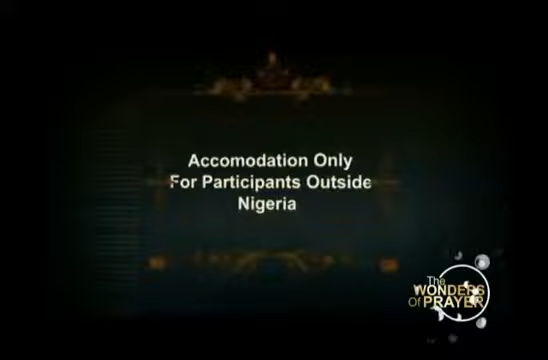 Accomodation Only
For Participants Outside
Nigeria
The
WONDERS
Of PRAYER